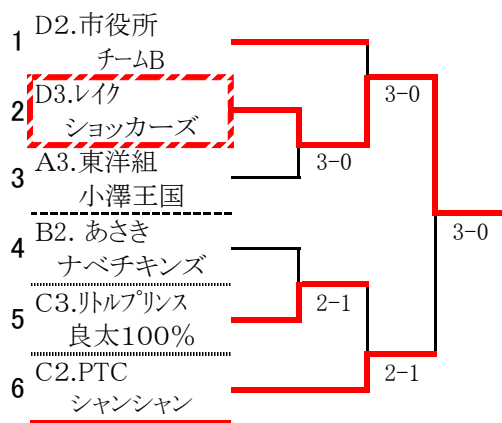 1 D2.市役所
チームB
2 D3.レイク
ショッカーズ
3 A3.東洋組
小澤王国
4 B2. あさき
ナベチキンズ
5 C3.リトルプリンス
良太100%
6 C2.PTC
シャンシャン
3-0
3-0
3-0
2-1
2-1